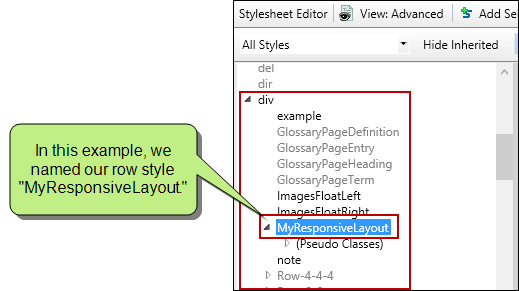 Stylesheet Editor View: Advanced Add Se
All Styles Hide Inherited
del
dir
div
example
GlossaryPageDefinition
GlossaryPageEntry
GlossaryPageHeading
GlossaryPageTerm
ImagesFloatLeft
ImagesFloatRight
MyResponsiveLayout
(Pseudo Classes)
note
Row-4-4-4
In this example, we
named our row style
"MyResponsiveLayout."